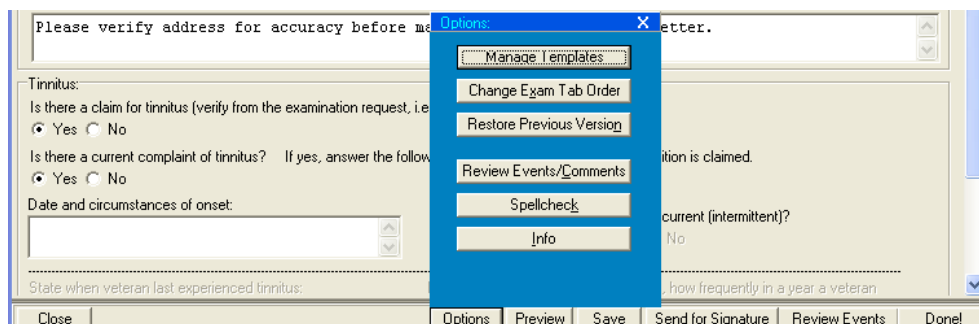 Please verify address for accuracy before ma
etter.
Options: X
Manage Templates
Change Exam Tab Order
Restore Previous Version
Review Events/Comments
Spellcheck
Info
Tinnitus:
Is there a claim for tinnitus (verify from the examination request, i.e
Yes No
Is there a current complaint of tinnitus? If yes, answer the follow
ition is claimed.
Yes No
Date and circumstances of onset:
current (intermittent)?
No
State when veteran last experienced tinnitus:
, how frequently in a year a veteran
Close Options Preview Save Send for Signature Review Events Done!